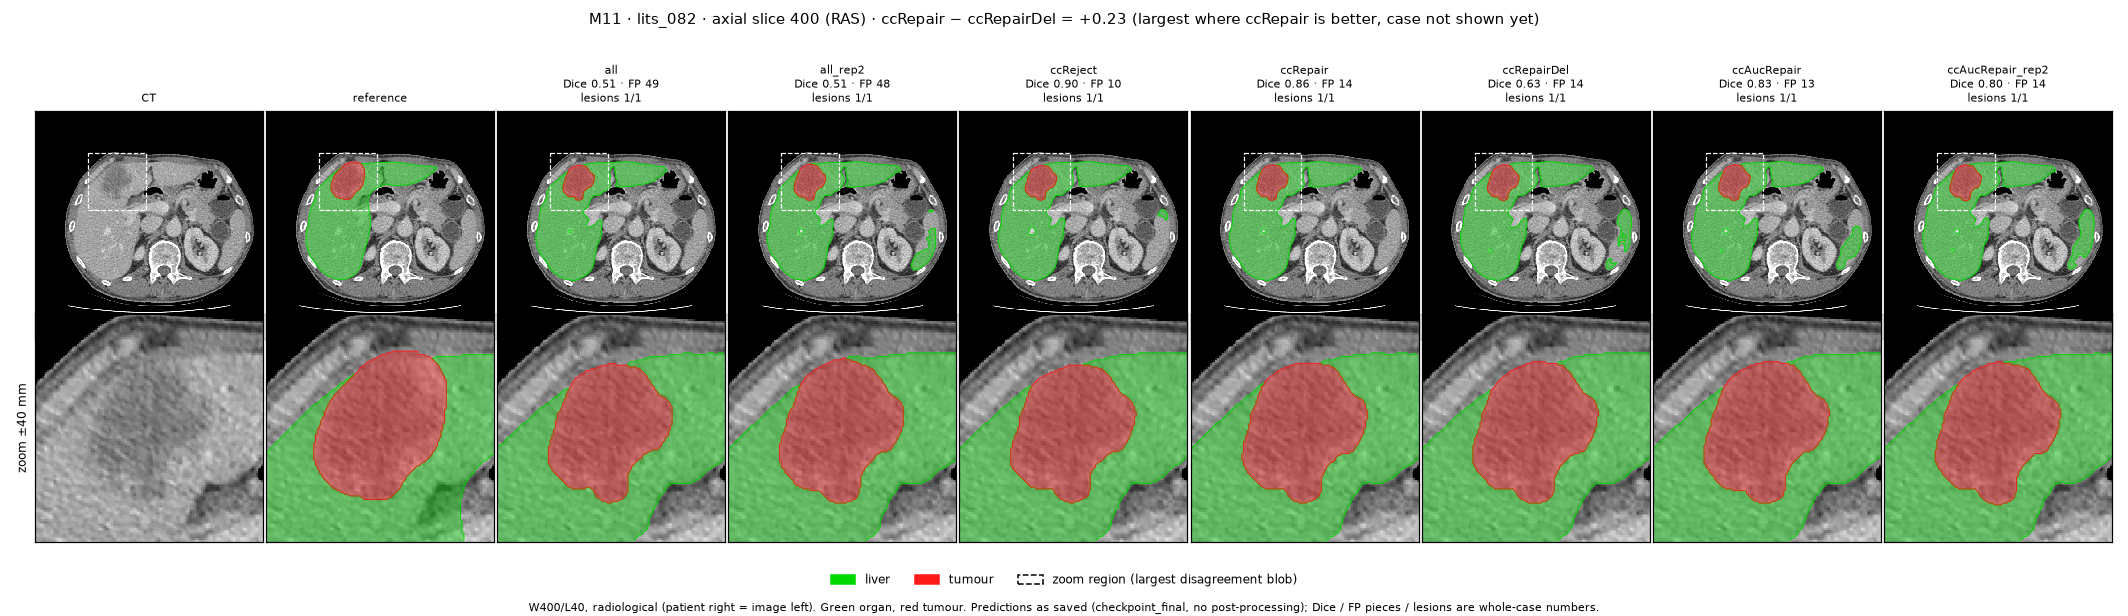 M11 · lits_082 · axial slice 400 (RAS) · ccRepair − ccRepairDel = +0.23 (largest where ccRepair is better, case not shown yet)
CT
reference
all
Dice 0.51 · FP 49
lesions 1/1
all_rep2
Dice 0.51 · FP 48
lesions 1/1
ccReject
Dice 0.90 · FP 10
lesions 1/1
ccRepair
Dice 0.86 · FP 14
lesions 1/1
ccRepairDel
Dice 0.63 · FP 14
lesions 1/1
ccAucRepair
Dice 0.83 · FP 13
lesions 1/1
ccAucRepair_rep2
Dice 0.80 · FP 14
lesions 1/1
zoom ±40 mm
liver
tumour
zoom region (largest disagreement blob)
W400/L40, radiological (patient right = image left). Green organ, red tumour. Predictions as saved (checkpoint_final, no post-processing); Dice / FP pieces / lesions are whole-case numbers.